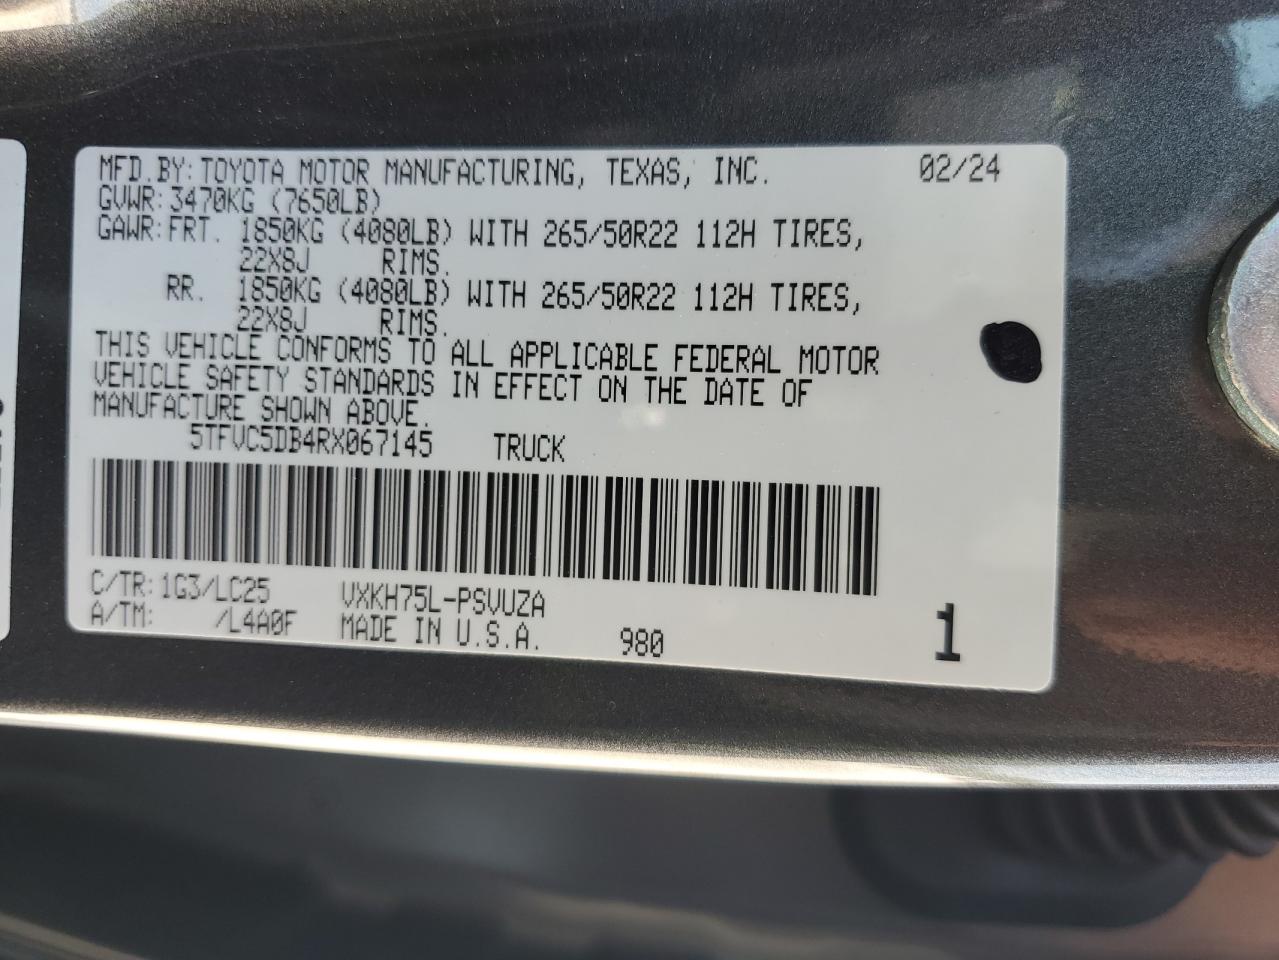 MFD.BY: TOYOTA MOTOR MANUFACTURING, TEXAS, INC. 02/24
GVWR: 3470KG (7650LB)
GAWR: FRT. 1850KG (4080LB) WITH 265/50R22 112H TIRES,
22X8J RIMS.
RR. 1850KG (4080LB) WITH 265/50R22 112H TIRES,
22X8J RIMS.
THIS VEHICLE CONFORMS TO ALL APPLICABLE FEDERAL MOTOR
VEHICLE SAFETY STANDARDS IN EFFECT ON THE DATE OF
MANUFACTURE SHOWN ABOVE.
5TFVC5DB4RX067145 TRUCK
C/TR: 1G3/LC25 VXKH75L-PSVUZA
A/TM: /L4A0F MADE IN U.S.A. 980 1